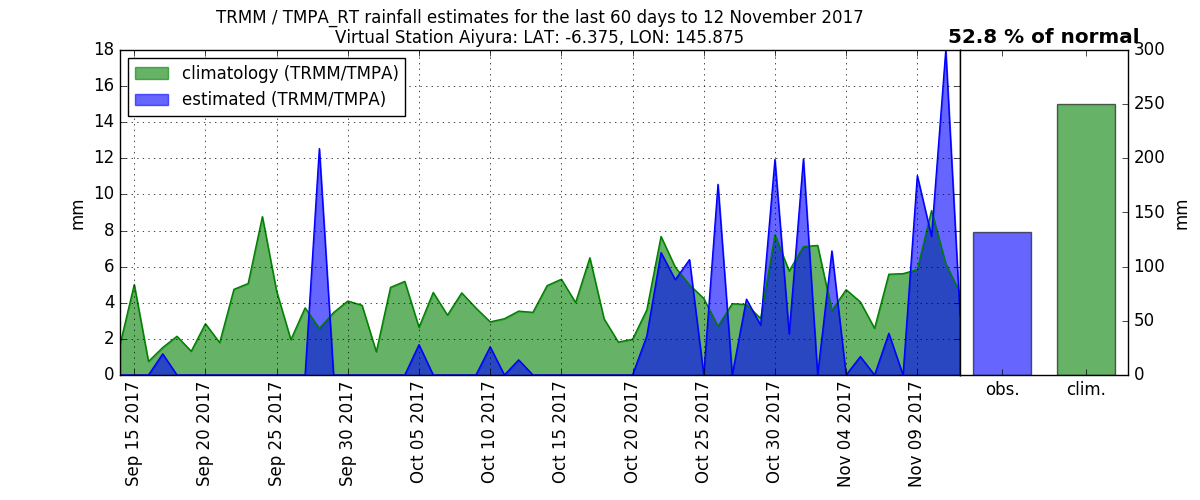 TRMM / TMPA_RT rainfall estimates for the last 60 days to 12 November 2017
Virtual Station Aiyura: LAT: -6.375, LON: 145.875
52.8 % of normal
climatology (TRMM/TMPA)
estimated (TRMM/TMPA)
18
16
14
12
10
8
6
4
2
0
mm
Sep 15 2017
Sep 20 2017
Sep 25 2017
Sep 30 2017
Oct 05 2017
Oct 10 2017
Oct 15 2017
Oct 20 2017
Oct 25 2017
Oct 30 2017
Nov 04 2017
Nov 09 2017
obs.
clim.
300
250
200
150
100
50
0
mm